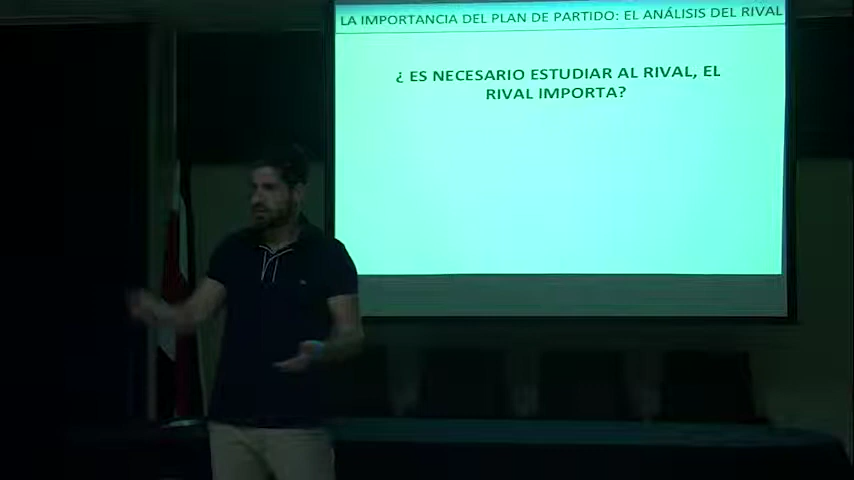 LA IMPORTANCIA DEL PLAN DE PARTIDO: EL ANÁLISIS DEL RIVAL
¿ ES NECESARIO ESTUDIAR AL RIVAL, EL
RIVAL IMPORTA?